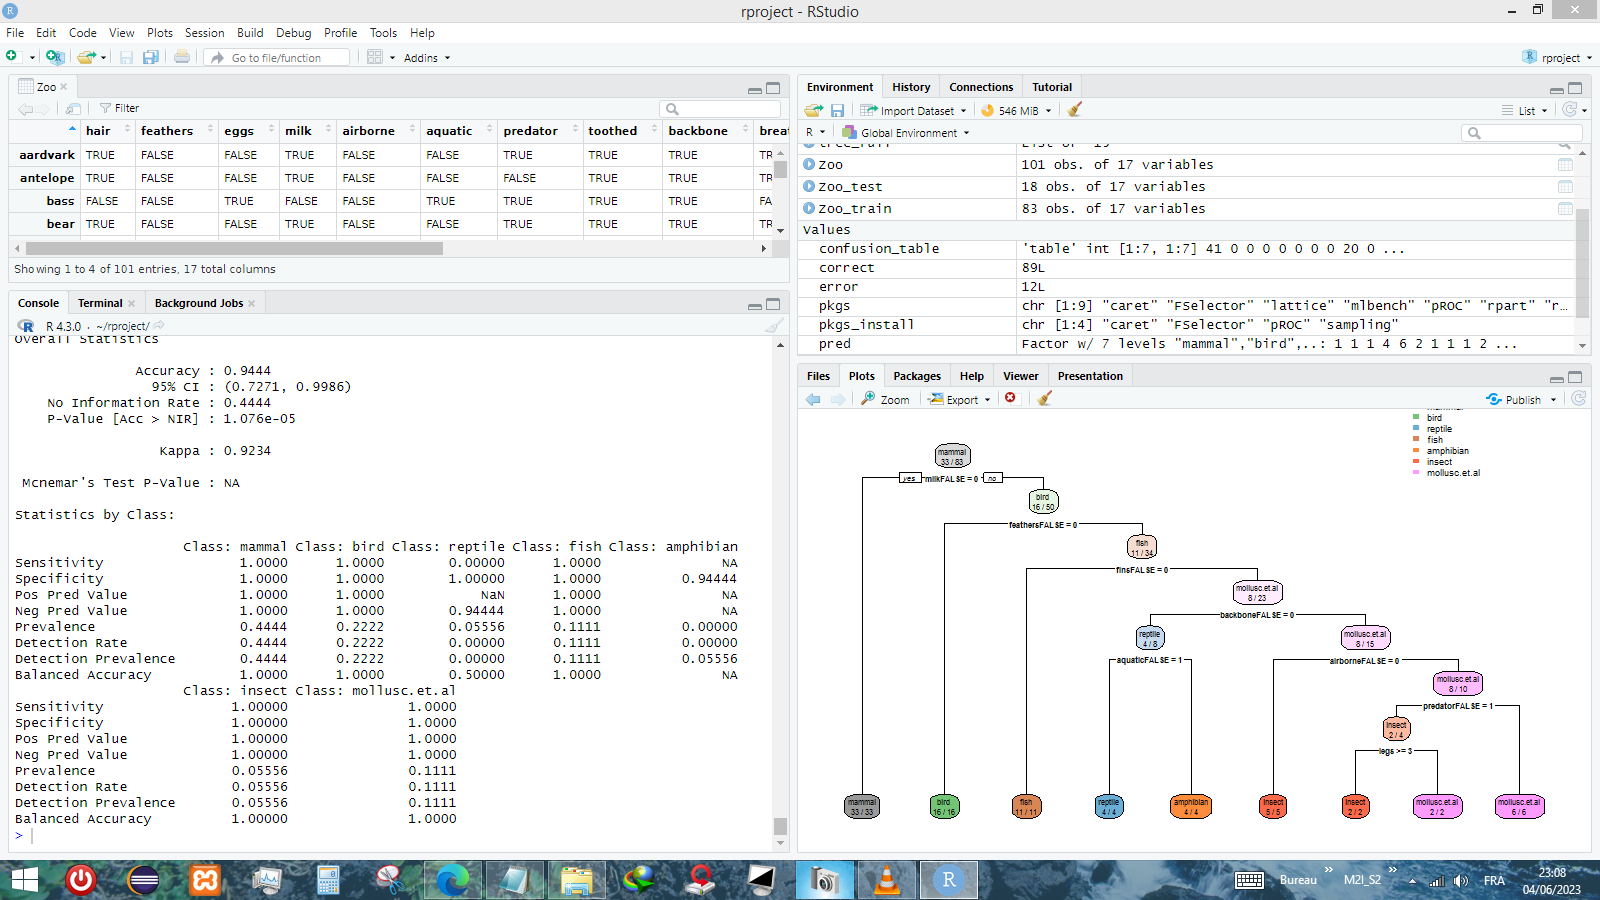 rproject - RStudio
File Edit Code View Plots Session Build Debug Profile Tools Help
Go to file/function Addins rproject
Zoo
Filter
hair feathers eggs milk airborne aquatic predator toothed backbone breat
aardvark TRUE FALSE FALSE TRUE FALSE FALSE TRUE TRUE TRUE TR
antelope TRUE FALSE FALSE TRUE FALSE FALSE FALSE TRUE TRUE TR
bass FALSE FALSE TRUE FALSE FALSE TRUE TRUE TRUE TRUE FA
bear TRUE FALSE FALSE TRUE FALSE FALSE TRUE TRUE TRUE TR
Showing 1 to 4 of 101 entries, 17 total columns
Console Terminal Background Jobs
R 4.3.0 · ~/rproject/
Overall Statistics
Accuracy : 0.9444
95% CI : (0.7271, 0.9986)
No Information Rate : 0.4444
P-Value [Acc > NIR] : 1.076e-05
Kappa : 0.9234
Mcnemar's Test P-Value : NA
Statistics by Class:
Class: mammal Class: bird Class: reptile Class: fish Class: amphibian
Sensitivity 1.0000 1.0000 0.00000 1.0000 NA
Specificity 1.0000 1.0000 1.00000 1.0000 0.94444
Pos Pred Value 1.0000 1.0000 NaN 1.0000 NA
Neg Pred Value 1.0000 1.0000 0.94444 1.0000 NA
Prevalence 0.4444 0.2222 0.05556 0.1111 0.00000
Detection Rate 0.4444 0.2222 0.00000 0.1111 0.00000
Detection Prevalence 0.4444 0.2222 0.00000 0.1111 0.05556
Balanced Accuracy 1.0000 1.0000 0.50000 1.0000 NA
Class: insect Class: mollusc.et.al
Sensitivity 1.00000 1.0000
Specificity 1.00000 1.0000
Pos Pred Value 1.00000 1.0000
Neg Pred Value 1.00000 1.0000
Prevalence 0.05556 0.1111
Detection Rate 0.05556 0.1111
Detection Prevalence 0.05556 0.1111
Balanced Accuracy 1.00000 1.0000
>
Environment History Connections Tutorial
Import Dataset 546 MiB List
R Global Environment
tree_full List of 15
Zoo 101 obs. of 17 variables
Zoo_test 18 obs. of 17 variables
Zoo_train 83 obs. of 17 variables
Values
confusion_table 'table' int [1:7, 1:7] 41 0 0 0 0 0 0 0 20 0 ...
correct 89L
error 12L
pkgs chr [1:9] "caret" "FSelector" "lattice" "mlbench" "pROC" "rpart" "r…
pkgs_install chr [1:4] "caret" "FSelector" "pROC" "sampling"
pred Factor w/ 7 levels "mammal","bird",..: 1 1 1 4 6 2 1 1 1 2 ...
Files Plots Packages Help Viewer Presentation
Zoom Export Publish
mammal
bird
reptile
fish
amphibian
insect
mollusc.et.al
mammal
33 / 83
yes milkFALSE = 0 no
bird
16 / 50
feathersFALSE = 0
fish
11 / 34
finsFALSE = 0
mollusc.et.al
8 / 23
backboneFALSE = 0
reptile
4 / 8
mollusc.et.al
8 / 15
aquaticFALSE = 1
airborneFALSE = 0
mollusc.et.al
8 / 10
predatorFALSE = 1
insect
2 / 4
legs >= 3
mammal
33 / 33
bird
16 / 16
fish
11 / 11
reptile
4 / 4
amphibian
4 / 4
insect
5 / 5
insect
2 / 2
mollusc.et.al
2 / 2
mollusc.et.al
6 / 6
Bureau » M2I_S2 » FRA
23:08
04/06/2023